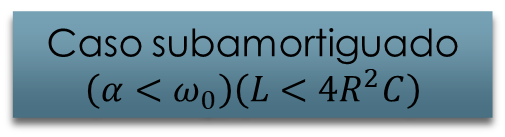 Caso subamortiguado
(α < ω₀)(L < 4R²C)